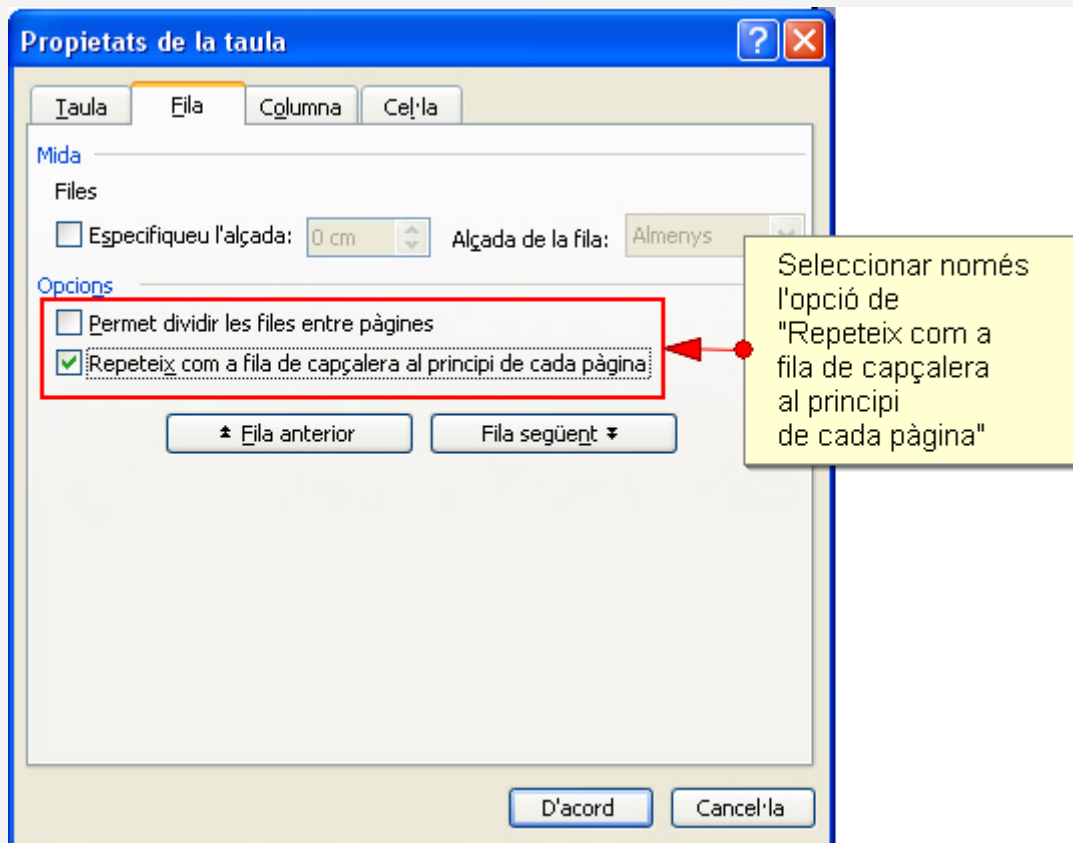 Propietats de la taula
Taula Fila Columna Cel·la
Mida
Files
Especifiqueu l'alçada: 0 cm Alçada de la fila: Almenys
Opcions
Permet dividir les files entre pàgines
Repeteix com a fila de capçalera al principi de cada pàgina
Fila anterior Fila següent
Seleccionar només
l'opció de
"Repeteix com a
fila de capçalera
al principi
de cada pàgina"
D'acord Cancel·la